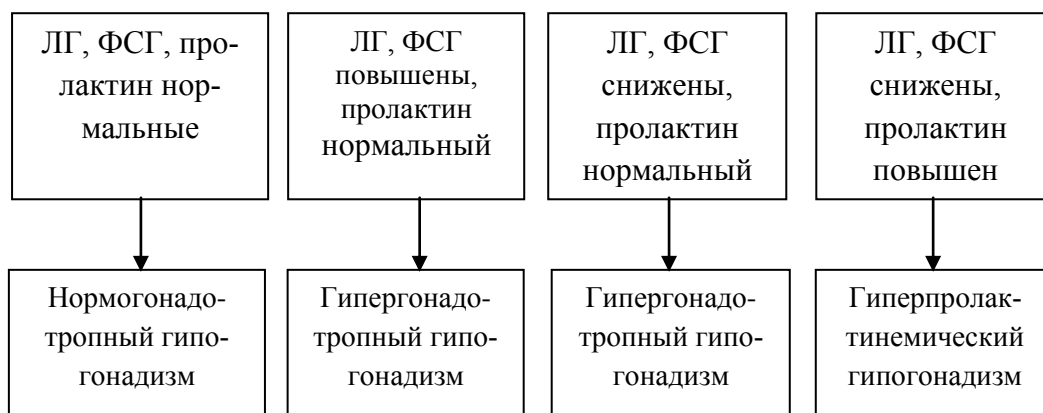 ЛГ, ФСГ, про-
лактин нор-
мальные
ЛГ, ФСГ
повышены,
пролактин
нормальный
ЛГ, ФСГ
снижены,
пролактин
нормальный
ЛГ, ФСГ
снижены,
пролактин
повышен
Нормогонадо-
тропный гипо-
гонадизм
Гипергонадо-
тропный гипо-
гонадизм
Гипергонадо-
тропный гипо-
гонадизм
Гиперпролак-
тинемический
гипогонадизм